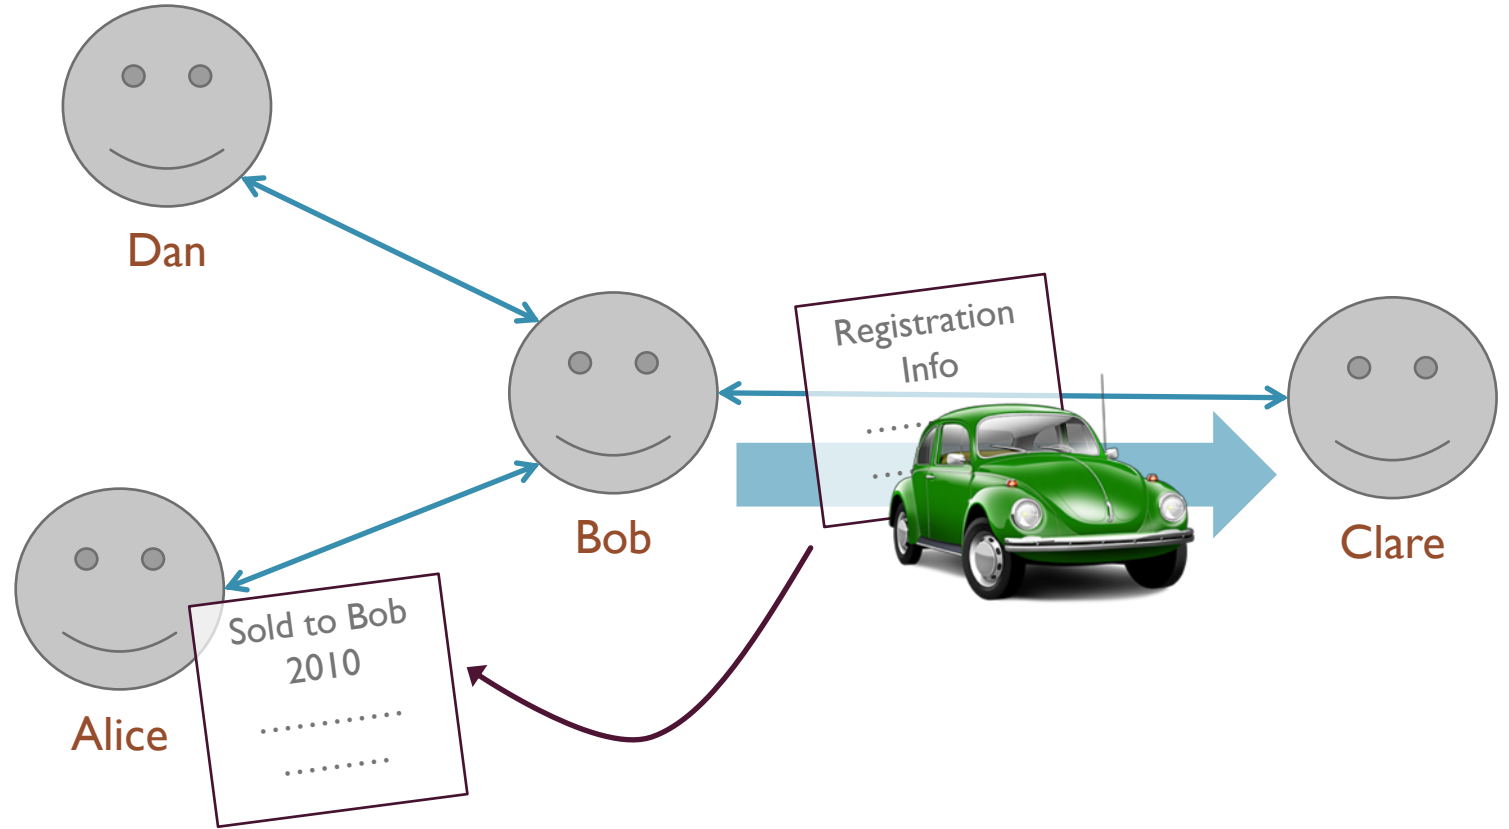 Dan
Registration
Info
............
.........
Bob
Clare
Sold to Bob
2010
............
.........
Alice